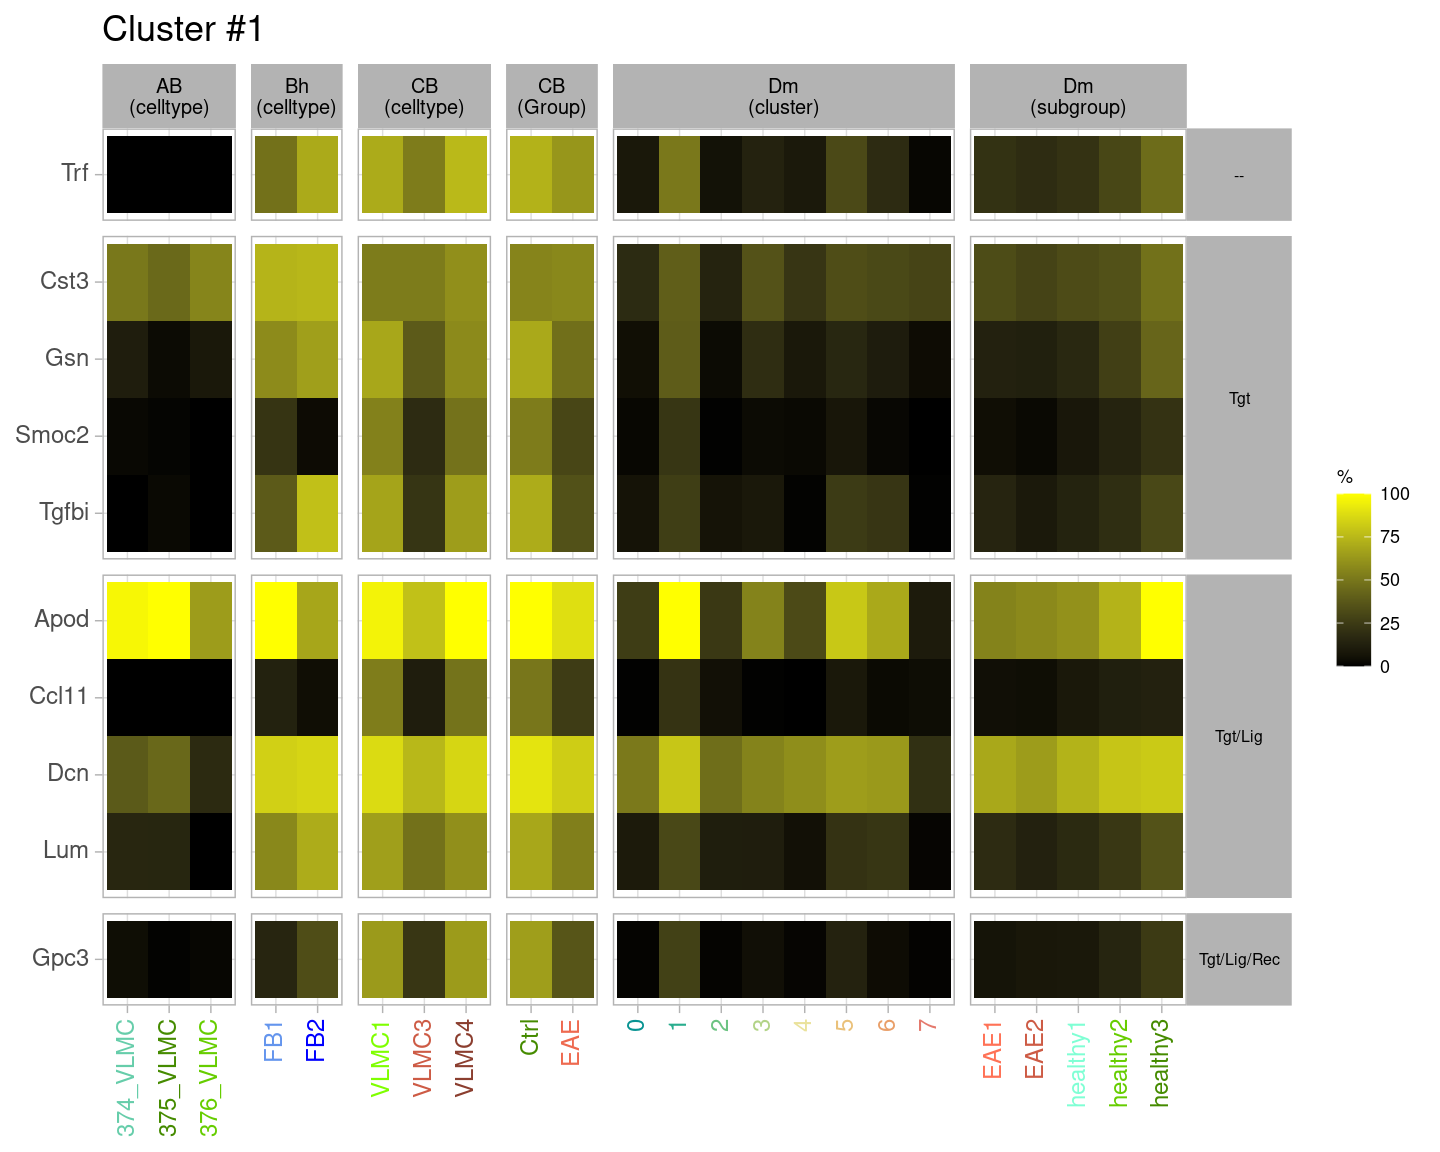 Cluster #1
AB
(celltype)
Bh
(celltype)
CB
(celltype)
CB
(Group)
Dm
(cluster)
Dm
(subgroup)
Trf
--
Cst3
Gsn
Smoc2
Tgfbi
Tgt
Apod
Ccl11
Dcn
Lum
Tgt/Lig
Gpc3
Tgt/Lig/Rec
374_VLMC
375_VLMC
376_VLMC
FB1
FB2
VLMC1
VLMC3
VLMC4
Ctrl
EAE
0
1
2
3
4
5
6
7
EAE1
EAE2
healthy1
healthy2
healthy3
%
100
75
50
25
0